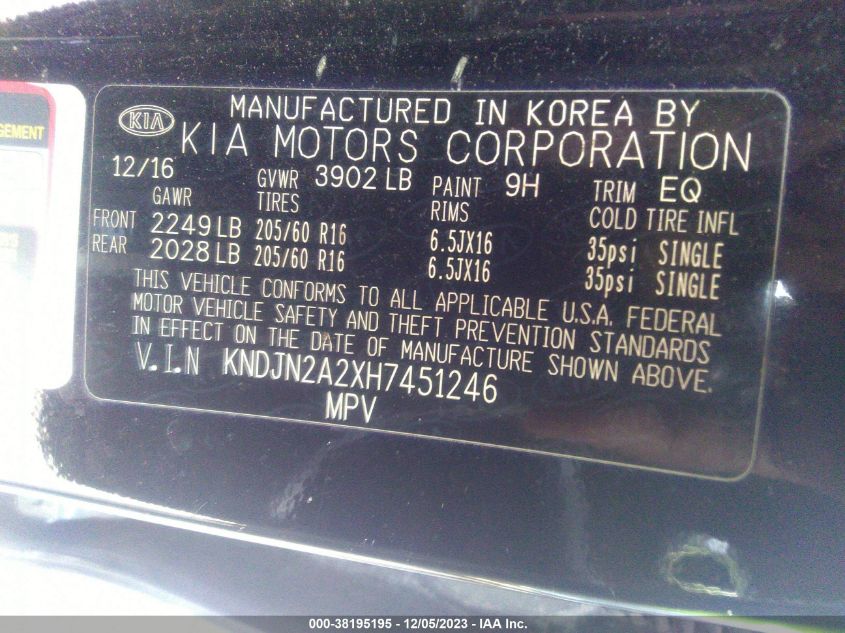 AGEMENT
KIA
MANUFACTURED IN KOREA BY
KIA MOTORS CORPORATION
12/16 GVWR 3902 LB PAINT 9H TRIM EQ
GAWR TIRES RIMS COLD TIRE INFL
FRONT 2249 LB 205/60 R16 6.5JX16 35psi SINGLE
REAR 2028 LB 205/60 R16 6.5JX16 35psi SINGLE
THIS VEHICLE CONFORMS TO ALL APPLICABLE U.S.A. FEDERAL
MOTOR VEHICLE SAFETY AND THEFT PREVENTION STANDARDS
IN EFFECT ON THE DATE OF MANUFACTURE SHOWN ABOVE.
V.I.N KNDJN2A2XH7451246
MPV
000-38195195 - 12/05/2023 - IAA Inc.